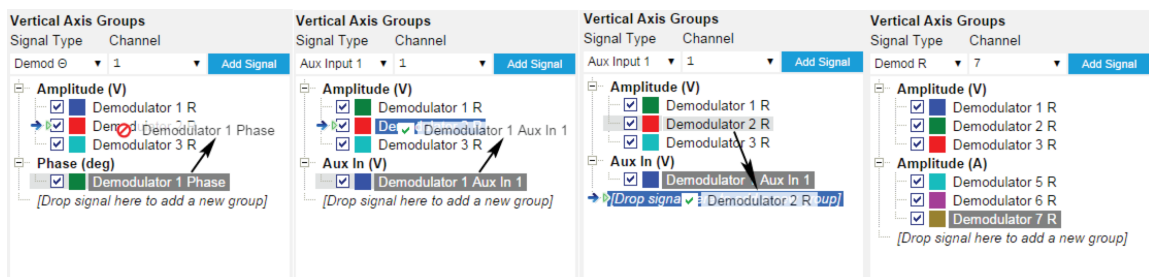 Vertical Axis Groups
Signal Type Channel
Demod Θ 1 Add Signal
Amplitude (V)
Demodulator 1 R
Demodulator 1 Phase
Demodulator 3 R
Phase (deg)
Demodulator 1 Phase
[Drop signal here to add a new group]
Vertical Axis Groups
Signal Type Channel
Aux Input 1 1 Add Signal
Amplitude (V)
Demodulator 1 R
Demodulator 1 Aux In 1
Demodulator 3 R
Aux In (V)
Demodulator 1 Aux In 1
[Drop signal here to add a new group]
Vertical Axis Groups
Signal Type Channel
Aux Input 1 1 Add Signal
Amplitude (V)
Demodulator 1 R
Demodulator 2 R
Demodulator 3 R
Aux In (V)
Demodulator Aux In 1
[Drop signa Demodulator 2 R oup]
Vertical Axis Groups
Signal Type Channel
Demod R 7 Add Signal
Amplitude (V)
Demodulator 1 R
Demodulator 2 R
Demodulator 3 R
Amplitude (A)
Demodulator 5 R
Demodulator 6 R
Demodulator 7 R
[Drop signal here to add a new group]